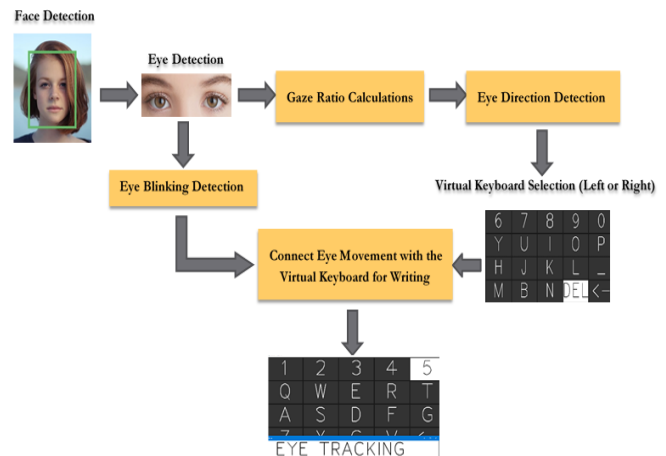 Face Detection
Eye Detection
Gaze Ratio Calculations
Eye Direction Detection
Eye Blinking Detection
Virtual Keyboard Selection (Left or Right)
6 7 8 9 0
Y U I O P
H J K L _
M B N DEL <-
Connect Eye Movement with the
Virtual Keyboard for Writing
1 2 3 4 5
Q W E R T
A S D F G
EYE TRACKING